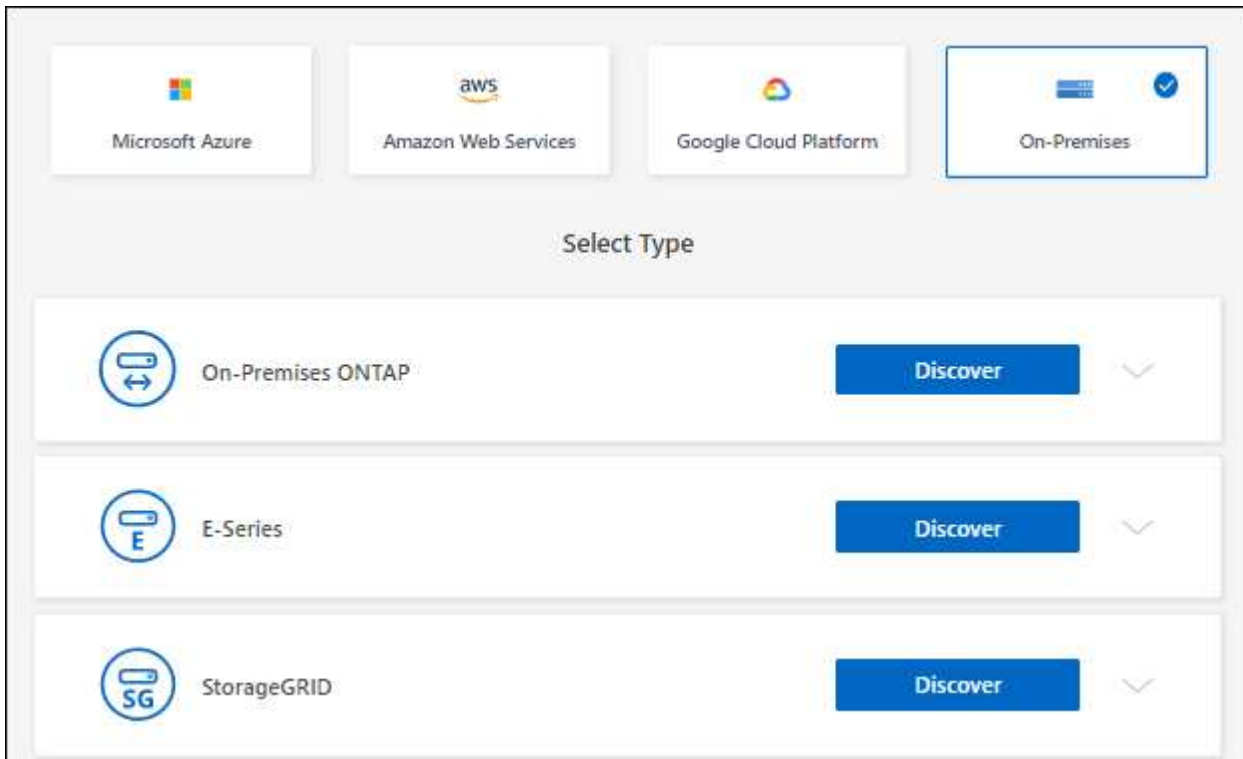 aws
Microsoft Azure
Amazon Web Services
Google Cloud Platform
On-Premises
Select Type
On-Premises ONTAP
Discover
E
E-Series
Discover
SG
StorageGRID
Discover